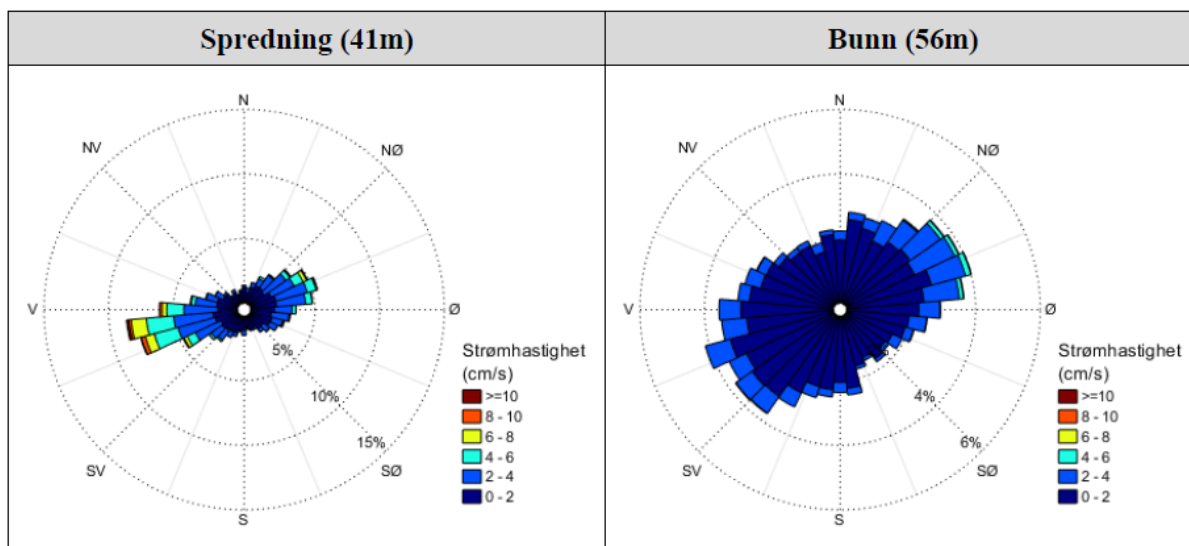 Spredning (41m)
Bunn (56m)
N
NØ
Ø
SØ
S
SV
V
NV
5%
10%
15%
Strømhastighet
(cm/s)
>=10
8 - 10
6 - 8
4 - 6
2 - 4
0 - 2
N
NØ
Ø
SØ
S
SV
V
NV
4%
6%
Strømhastighet
(cm/s)
>=10
8 - 10
6 - 8
4 - 6
2 - 4
0 - 2